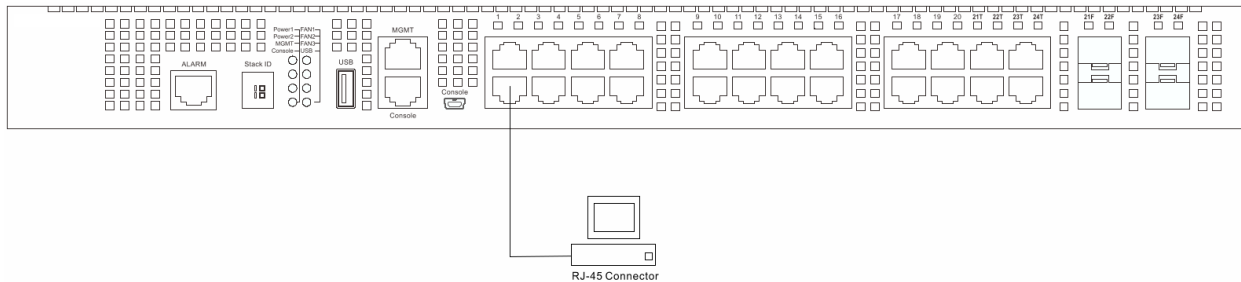 1 2 3 4 5 6 7 8 9 10 11 12 13 14 15 16 17 18 19 20 21T 22T 23T 24T 21F 22F 23F 24F
Power1 FAN1
Power2 FAN2
MGMT FAN3
Console USB
MGMT
ALARM
Stack ID
USB
Console
Console
RJ-45 Connector